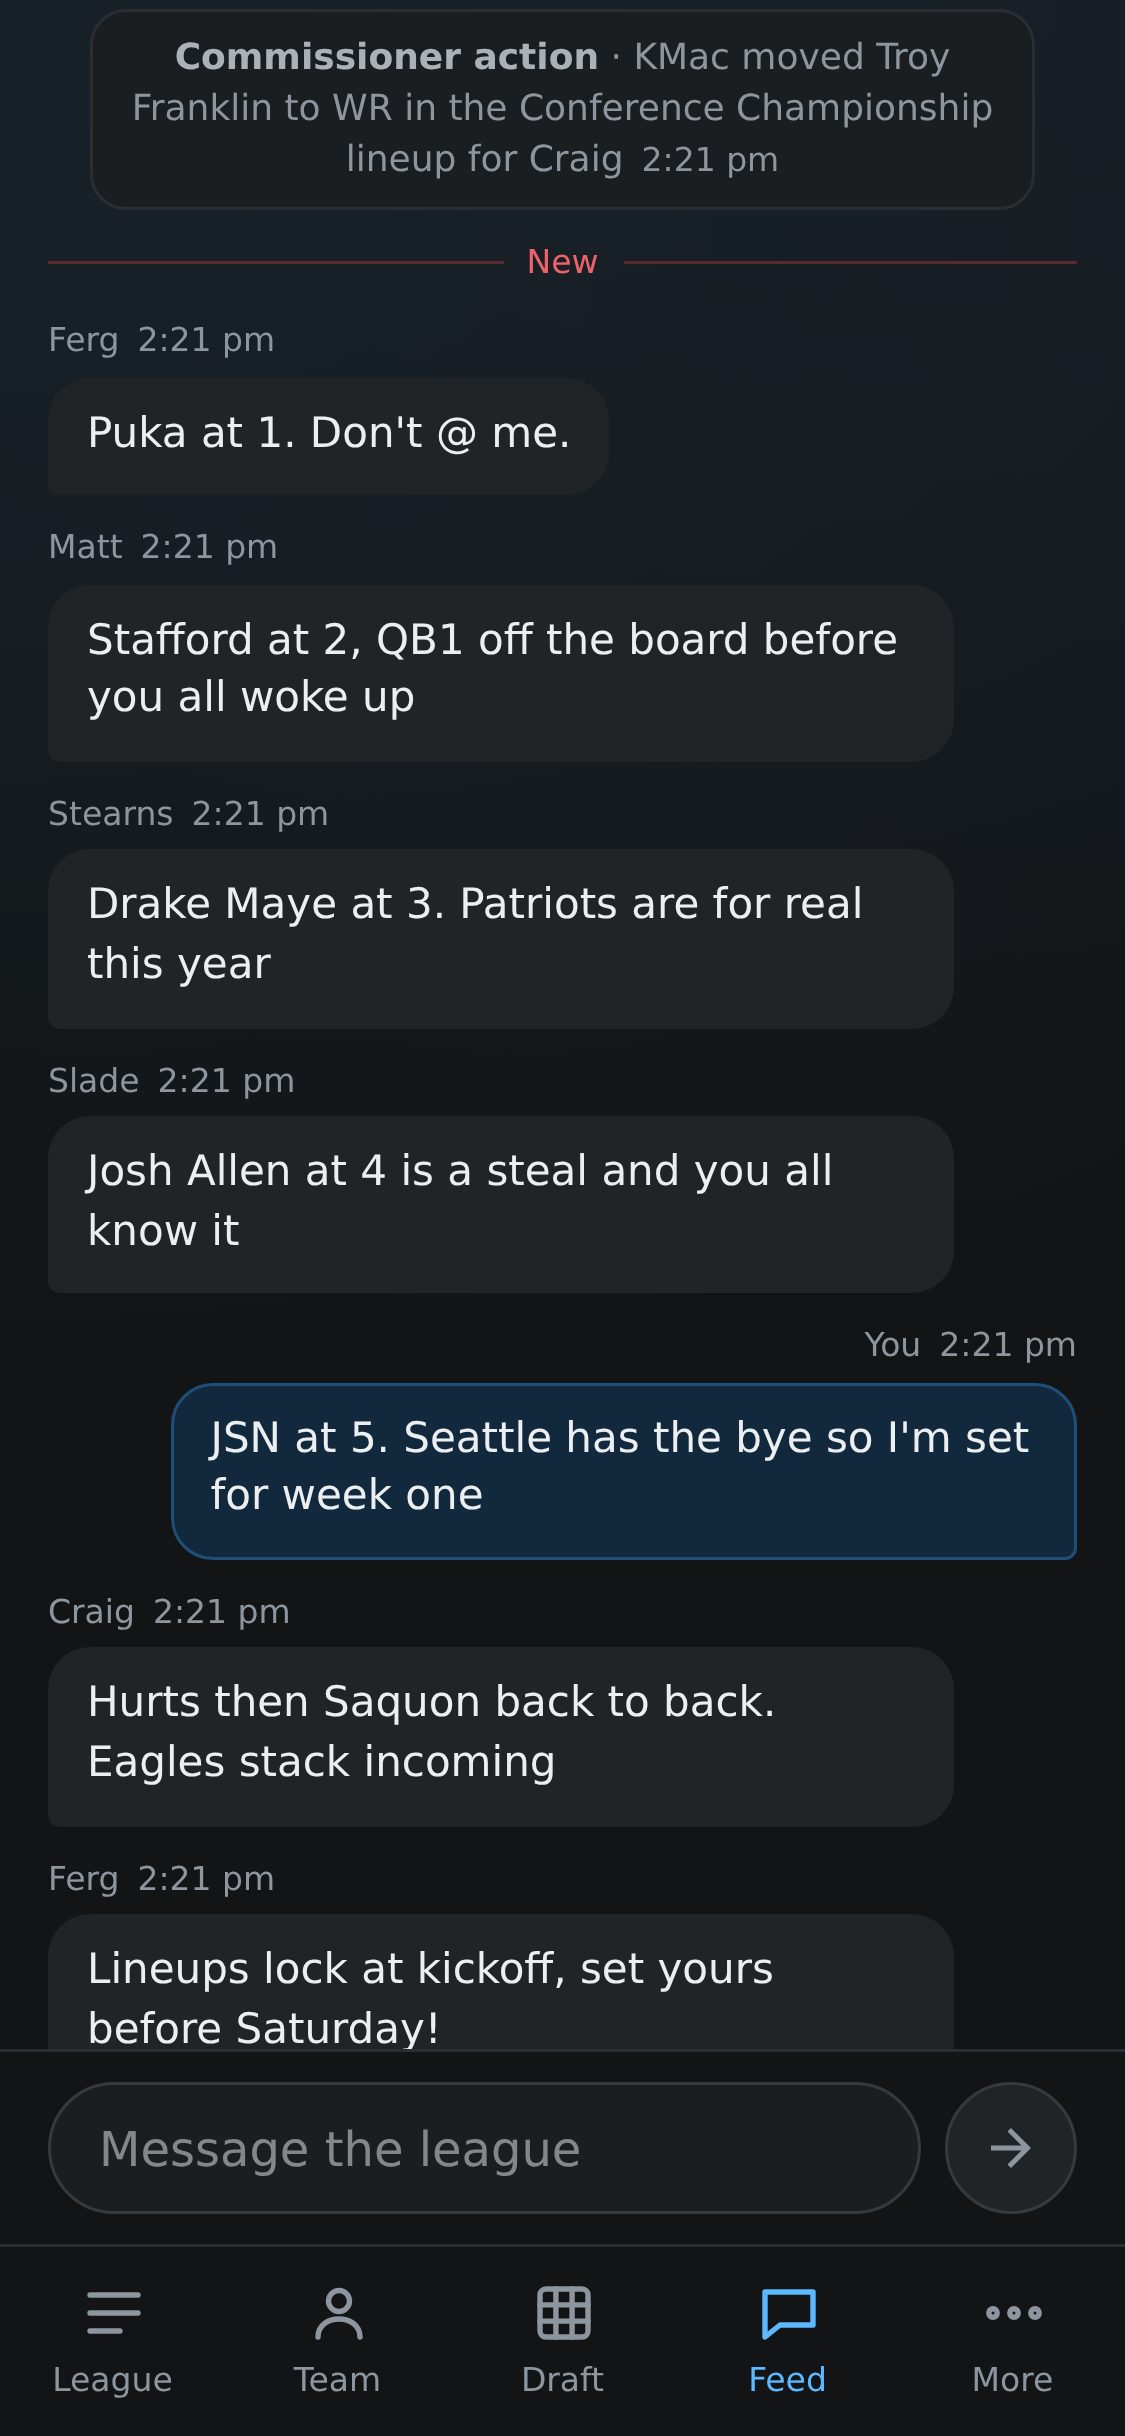 Commissioner action · KMac moved Troy
Franklin to WR in the Conference Championship
lineup for Craig 2:21 pm
New
Ferg 2:21 pm
Puka at 1. Don't @ me.
Matt 2:21 pm
Stafford at 2, QB1 off the board before
you all woke up
Stearns 2:21 pm
Drake Maye at 3. Patriots are for real
this year
Slade 2:21 pm
Josh Allen at 4 is a steal and you all
know it
You 2:21 pm
JSN at 5. Seattle has the bye so I'm set
for week one
Craig 2:21 pm
Hurts then Saquon back to back.
Eagles stack incoming
Ferg 2:21 pm
Lineups lock at kickoff, set yours
before Saturday!
Message the league
League Team Draft Feed More